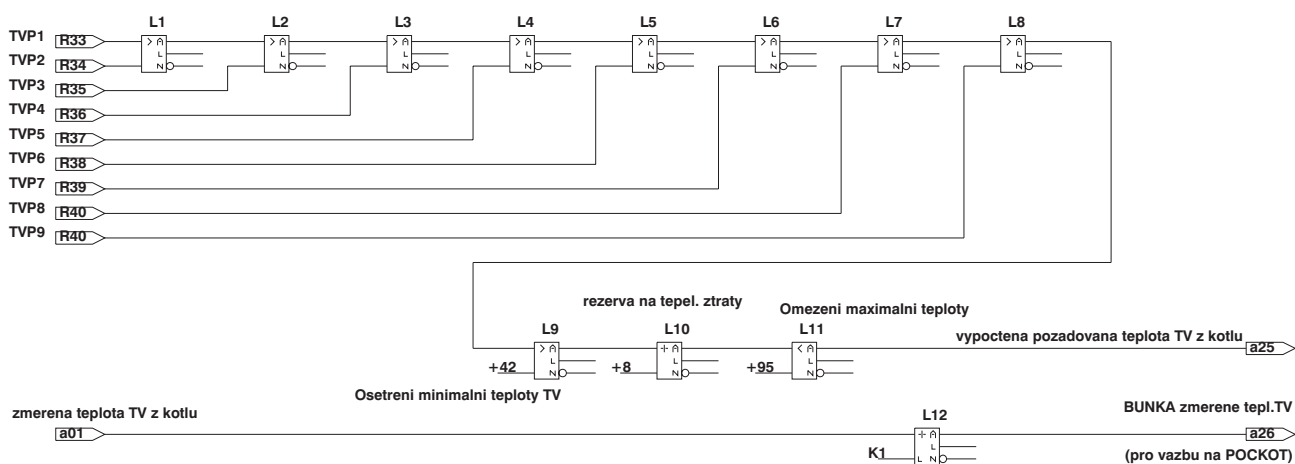 L1 L2 L3 L4 L5 L6 L7 L8
TVP1 R33 > A > A > A > A > A > A > A > A
L L L L L L L L
TVP2 R34 N N N N N N N N
TVP3 R35
TVP4 R36
TVP5 R37
TVP6 R38
TVP7 R39
TVP8 R40
TVP9 R40
rezerva na tepel. ztraty
Omezeni maximalni teploty
L9 L10 L11
vypoctena pozadovana teplota TV z kotlu
> A + A < A a25
L L L
+42 N +8 N +95 N
Osetreni minimalni teploty TV
zmerena teplota TV z kotlu
L12
BUNKA zmerene tepl.TV
a01 + A a26
L
K1 L N
(pro vazbu na POCKOT)